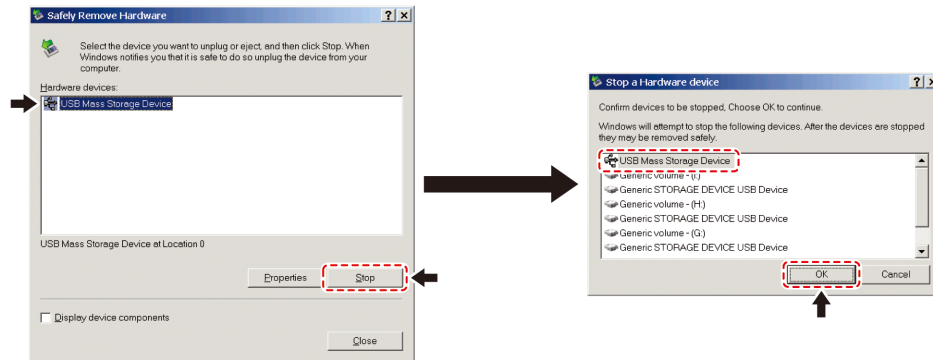 Safely Remove Hardware
Select the device you want to unplug or eject, and then click Stop. When
Windows notifies you that it is safe to do so unplug the device from your
computer.
Hardware devices:
USB Mass Storage Device
USB Mass Storage Device at Location 0
Properties
Stop
Display device components
Close
Stop a Hardware device
Confirm devices to be stopped, Choose OK to continue.
Windows will attempt to stop the following devices. After the devices are stopped
they may be removed safely.
USB Mass Storage Device
Generic volume - (I:)
Generic STORAGE DEVICE USB Device
Generic volume - (H:)
Generic STORAGE DEVICE USB Device
Generic volume - (G:)
Generic STORAGE DEVICE USB Device
OK
Cancel